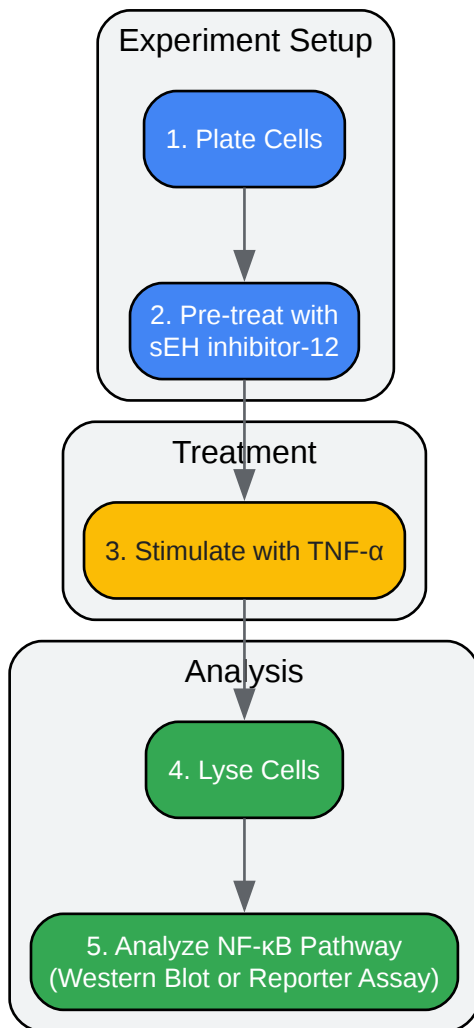 Experiment Setup
1. Plate Cells
2. Pre-treat with
sEH inhibitor-12
Treatment
3. Stimulate with TNF-α
Analysis
4. Lyse Cells
5. Analyze NF-κB Pathway
(Western Blot or Reporter Assay)